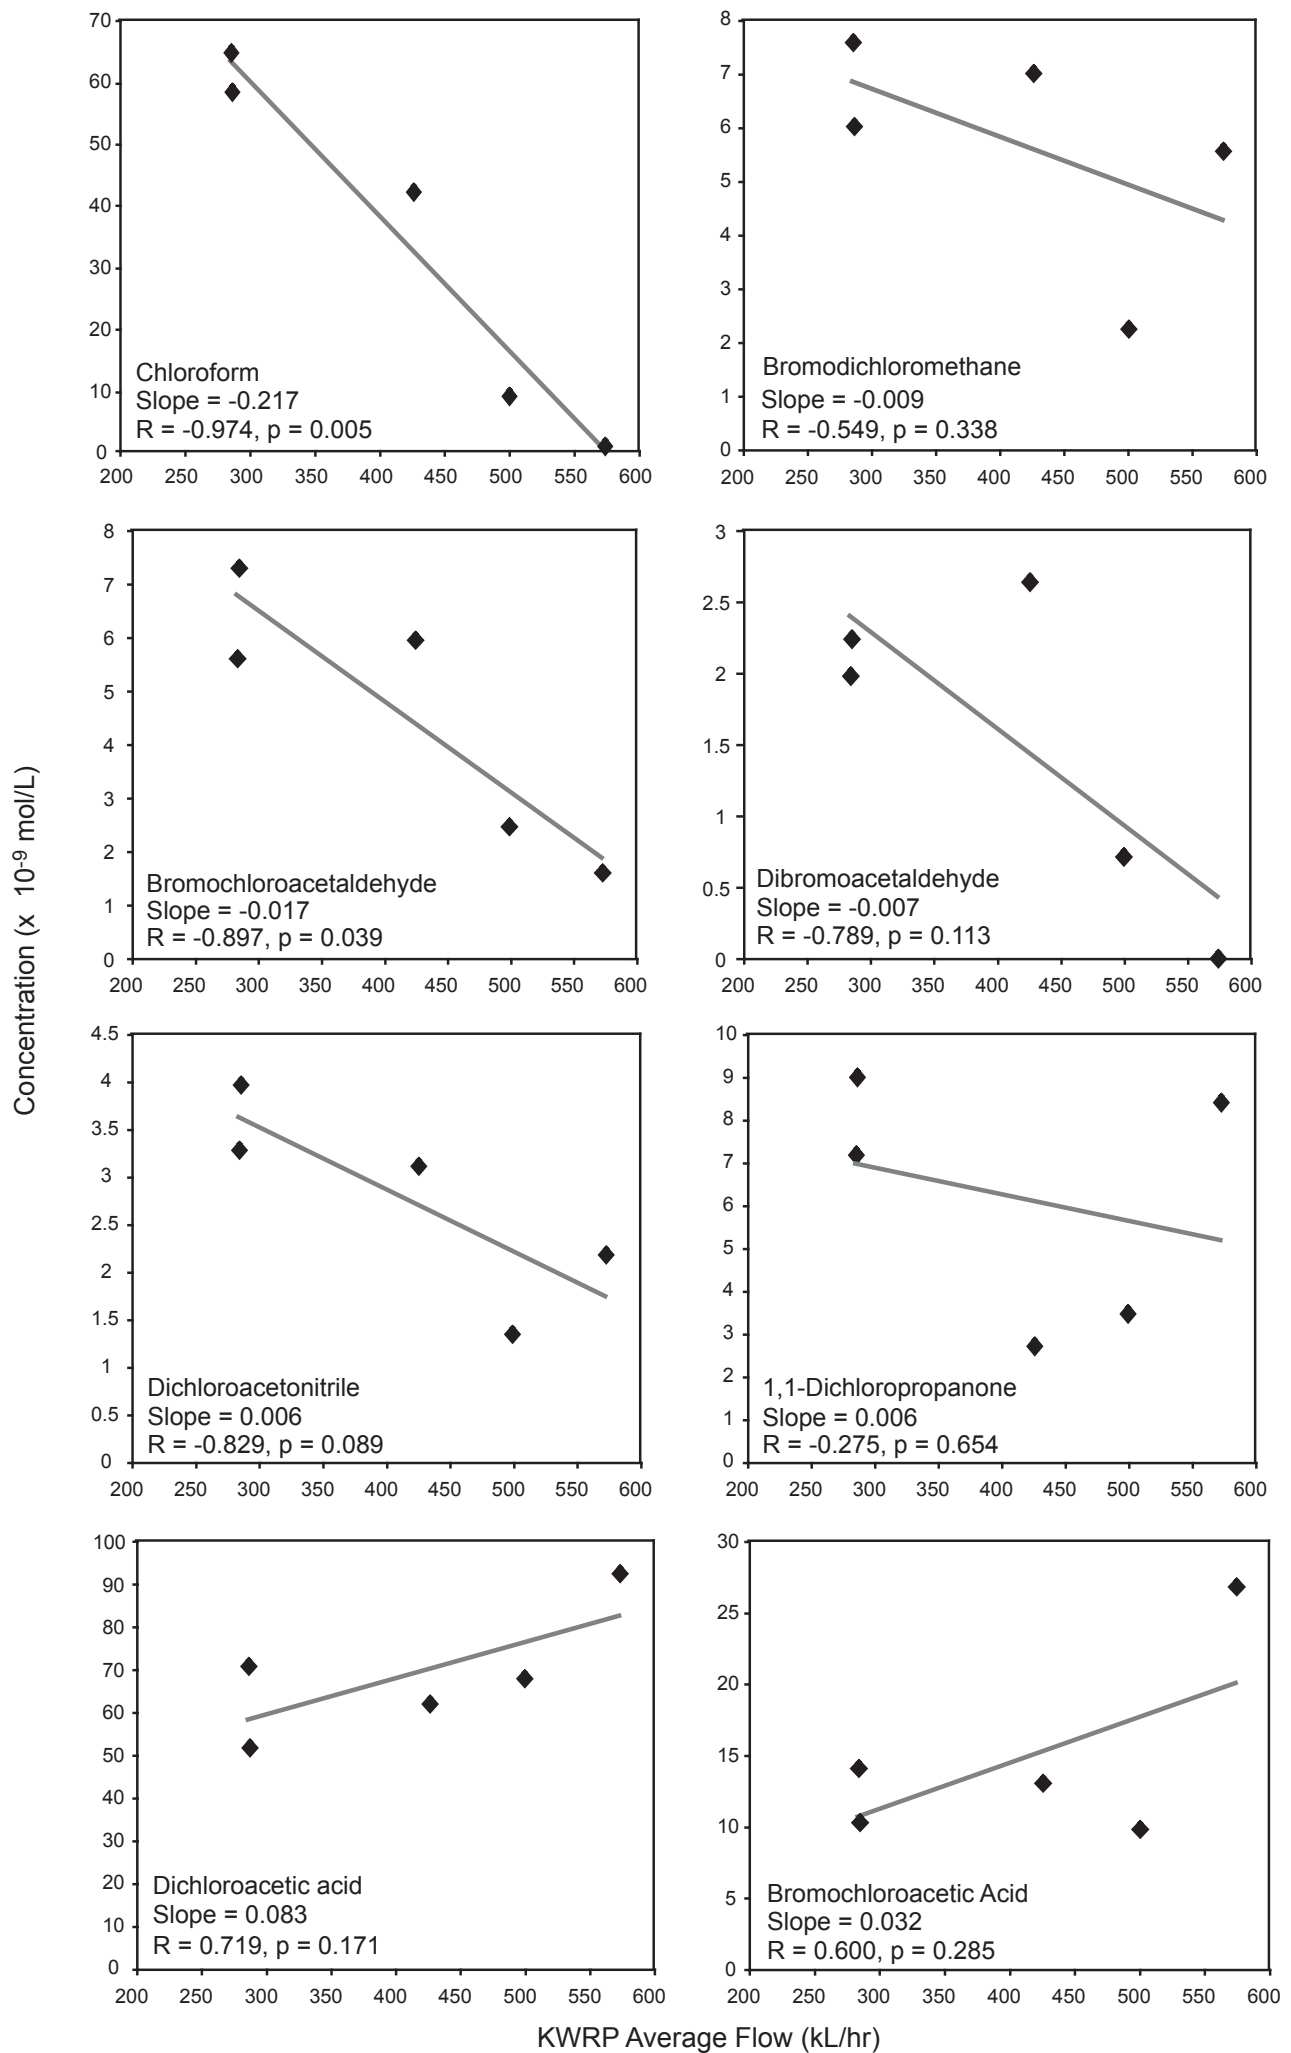 Concentration (x 10-9 mol/L)
70
60
50
40
30
20
10
0
Chloroform
Slope = -0.217
R = -0.974, p = 0.005
200 250 300 350 400 450 500 550 600
8
7
6
5
4
3
2
1
0
Bromodichloromethane
Slope = -0.009
R = -0.549, p = 0.338
200 250 300 350 400 450 500 550 600
8
7
6
5
4
3
2
1
0
Bromochloroacetaldehyde
Slope = -0.017
R = -0.897, p = 0.039
200 250 300 350 400 450 500 550 600
3
2.5
2
1.5
1
0.5
0
Dibromoacetaldehyde
Slope = -0.007
R = -0.789, p = 0.113
200 250 300 350 400 450 500 550 600
4.5
4
3.5
3
2.5
2
1.5
1
0.5
0
Dichloroacetonitrile
Slope = 0.006
R = -0.829, p = 0.089
200 250 300 350 400 450 500 550 600
10
9
8
7
6
5
4
3
2
1
0
1,1-Dichloropropanone
Slope = 0.006
R = -0.275, p = 0.654
200 250 300 350 400 450 500 550 600
100
90
80
70
60
50
40
30
20
10
0
Dichloroacetic acid
Slope = 0.083
R = 0.719, p = 0.171
200 250 300 350 400 450 500 550 600
30
25
20
15
10
5
0
Bromochloroacetic Acid
Slope = 0.032
R = 0.600, p = 0.285
200 250 300 350 400 450 500 550 600
KWRP Average Flow (kL/hr)